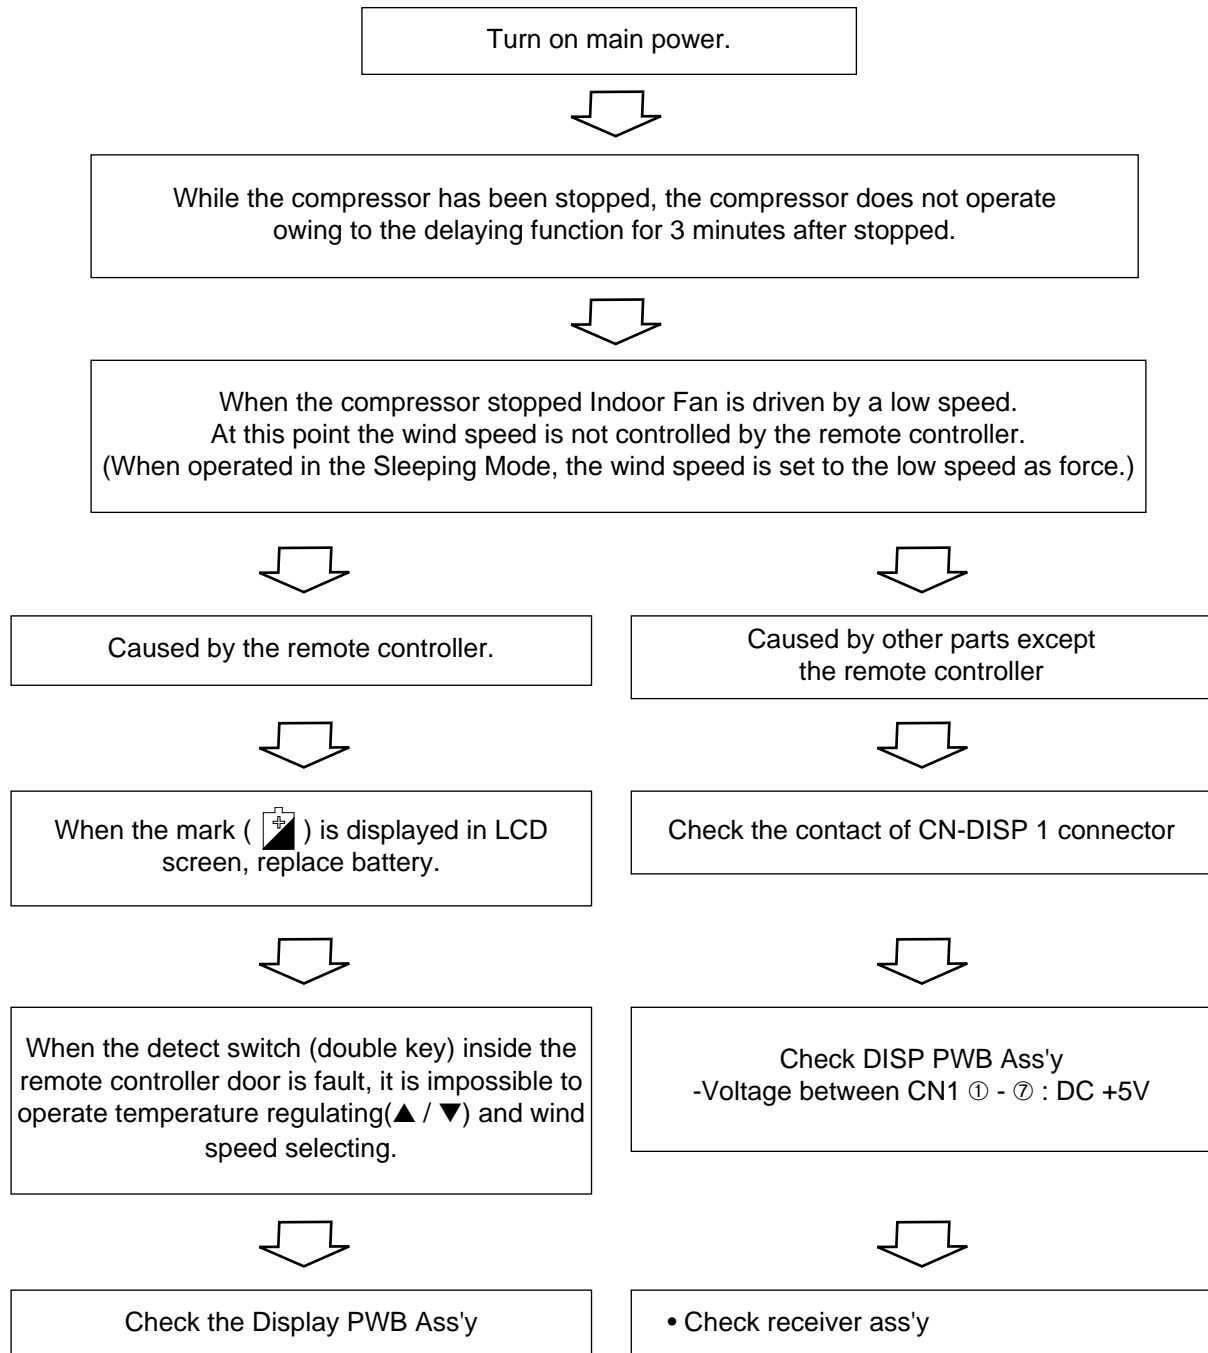 Turn on main power.
While the compressor has been stopped, the compressor does not operate
owing to the delaying function for 3 minutes after stopped.
When the compressor stopped Indoor Fan is driven by a low speed.
At this point the wind speed is not controlled by the remote controller.
(When operated in the Sleeping Mode, the wind speed is set to the low speed as force.)
Caused by the remote controller.
When the mark ( ) is displayed in LCD
screen, replace battery.
When the detect switch (double key) inside the
remote controller door is fault, it is impossible to
operate temperature regulating(▲ / ▼) and wind
speed selecting.
Check the Display PWB Ass'y
Caused by other parts except
the remote controller
Check the contact of CN-DISP 1 connector
Check DISP PWB Ass'y
-Voltage between CN1 ① - ⑦ : DC +5V
• Check receiver ass'y